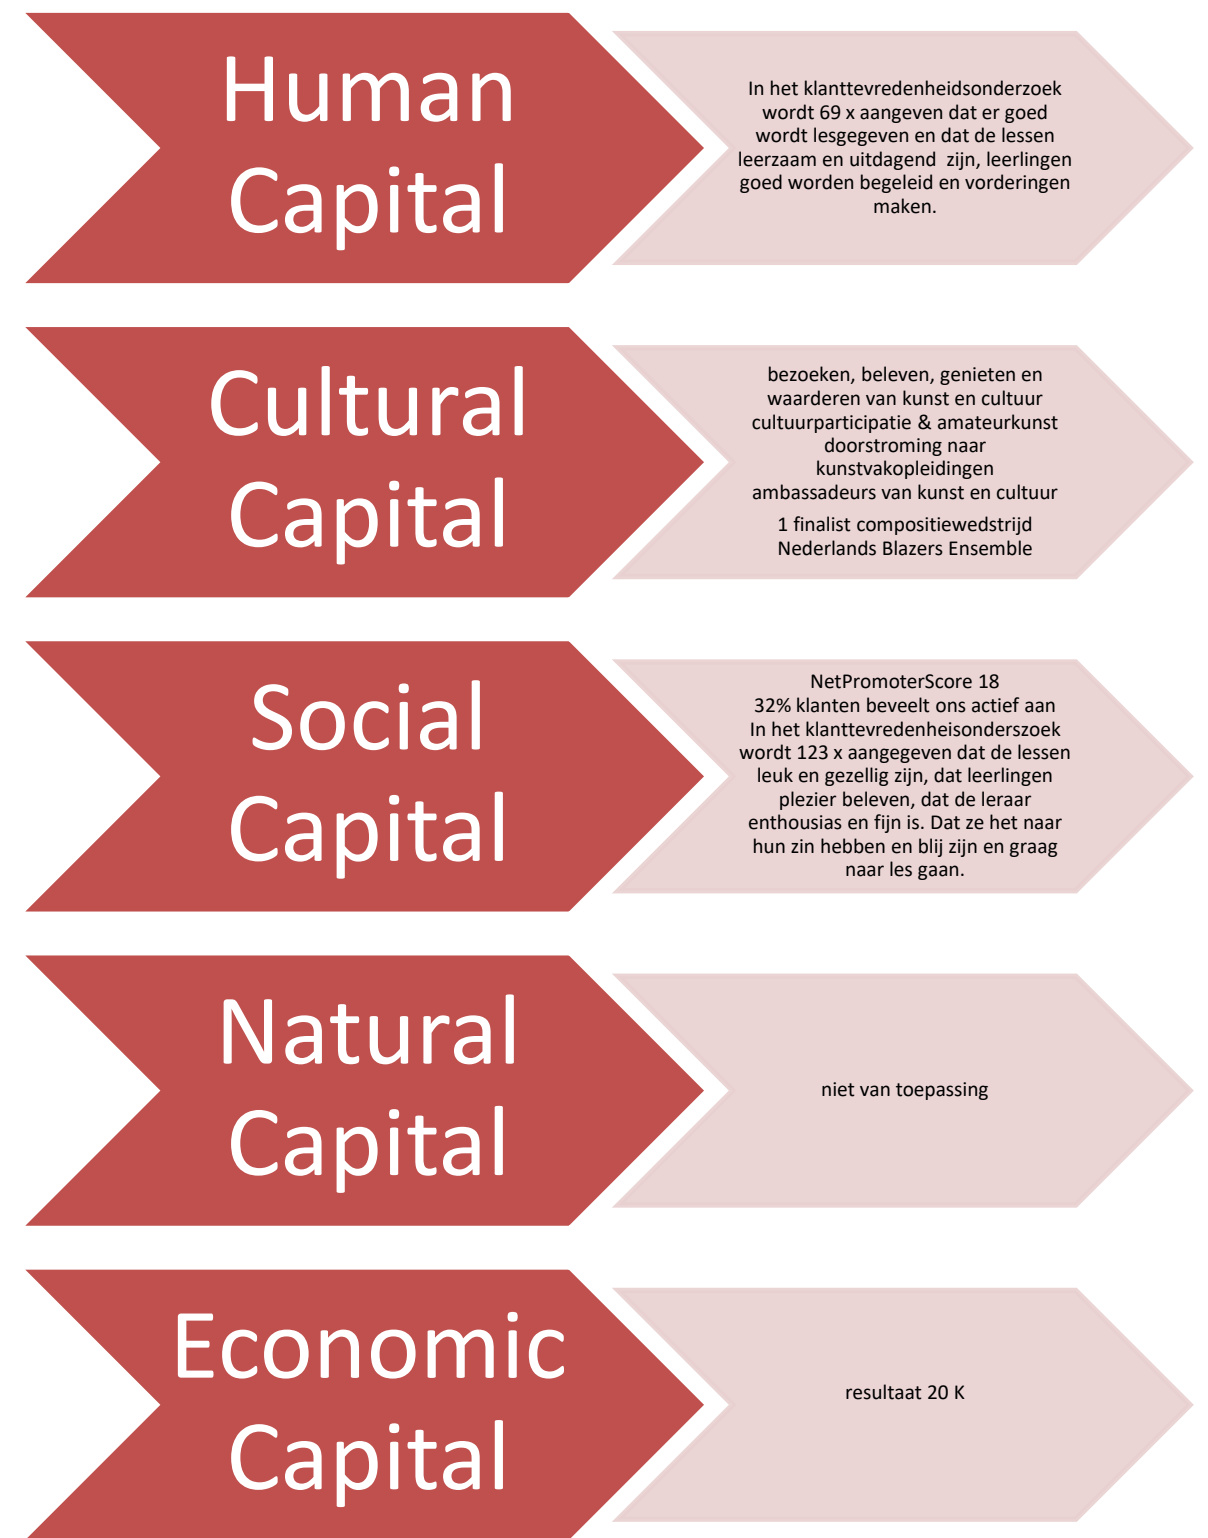 Human
Capital
In het klanttevredenheidsonderzoek
wordt 69 x aangeven dat er goed
wordt lesgegeven en dat de lessen
leerzaam en uitdagend  zijn, leerlingen
goed worden begeleid en vorderingen
maken.
Cultural
Capital
bezoeken, beleven, genieten en
waarderen van kunst en cultuur
cultuurparticipatie & amateurkunst
doorstroming naar
kunstvakopleidingen
ambassadeurs van kunst en cultuur
1 finalist compositiewedstrijd
Nederlands Blazers Ensemble
Social
Capital
NetPromoterScore 18
32% klanten beveelt ons actief aan
In het klanttevredenheisonderszoek
wordt 123 x aangegeven dat de lessen
leuk en gezellig zijn, dat leerlingen
plezier beleven, dat de leraar
enthousias en fijn is. Dat ze het naar
hun zin hebben en blij zijn en graag
naar les gaan.
Natural
Capital
niet van toepassing
Economic
Capital
resultaat 20 K